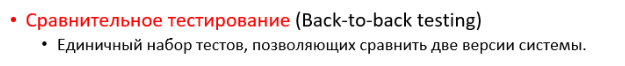 • Сравнительное тестирование (Back-to-back testing)
• Единичный набор тестов, позволяющих сравнить две версии системы.